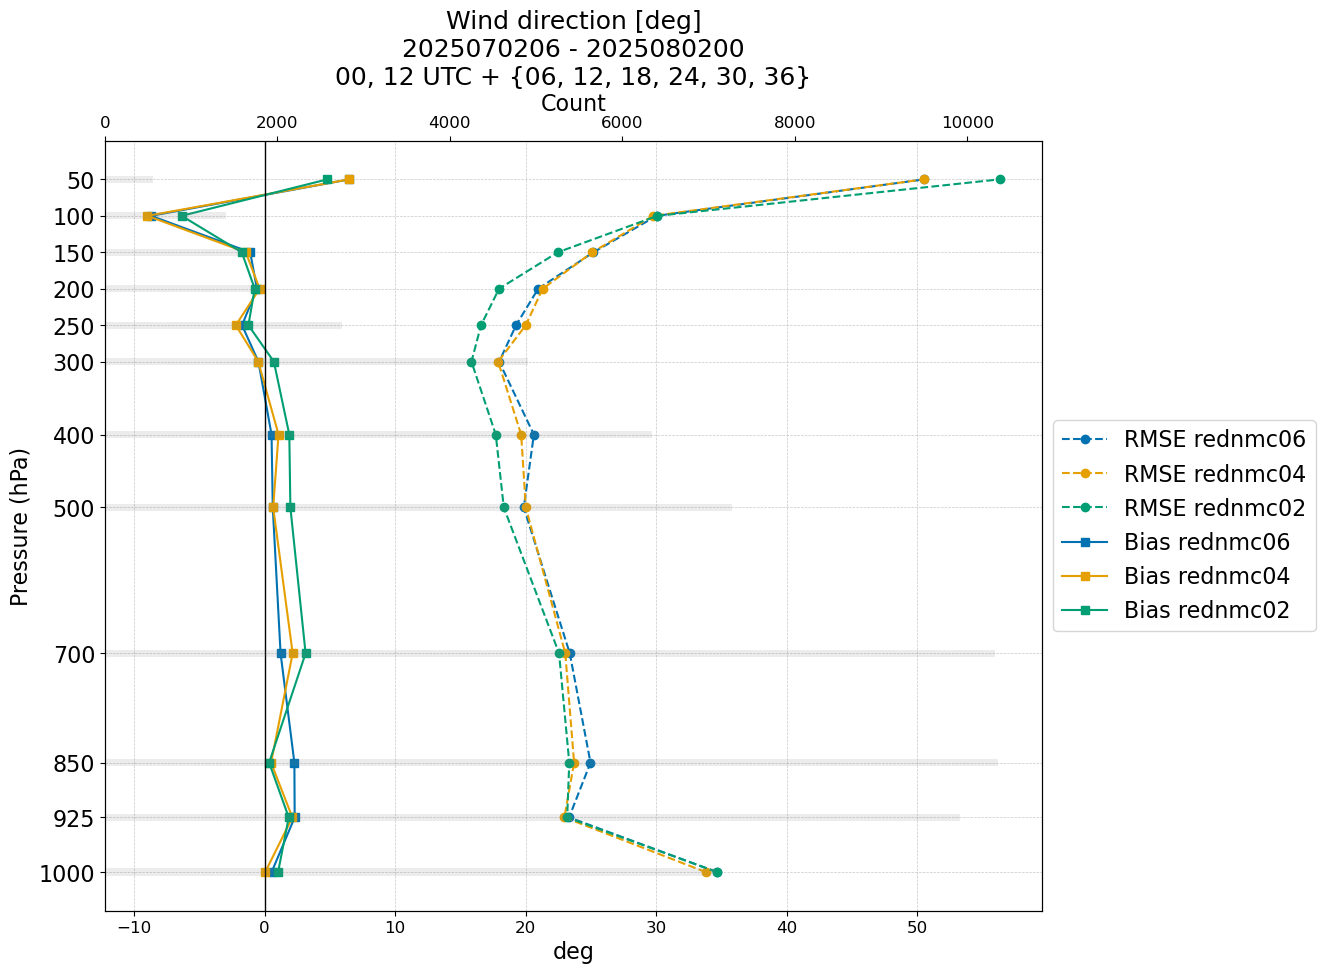 Wind direction [deg]
2025070206 - 2025080200
00, 12 UTC + {06, 12, 18, 24, 30, 36}
Count
0 2000 4000 6000 8000 10000
50
100
150
200
250
300
400
500
700
850
925
1000
Pressure (hPa)
−10 0 10 20 30 40 50
deg
RMSE rednmc06
RMSE rednmc04
RMSE rednmc02
Bias rednmc06
Bias rednmc04
Bias rednmc02